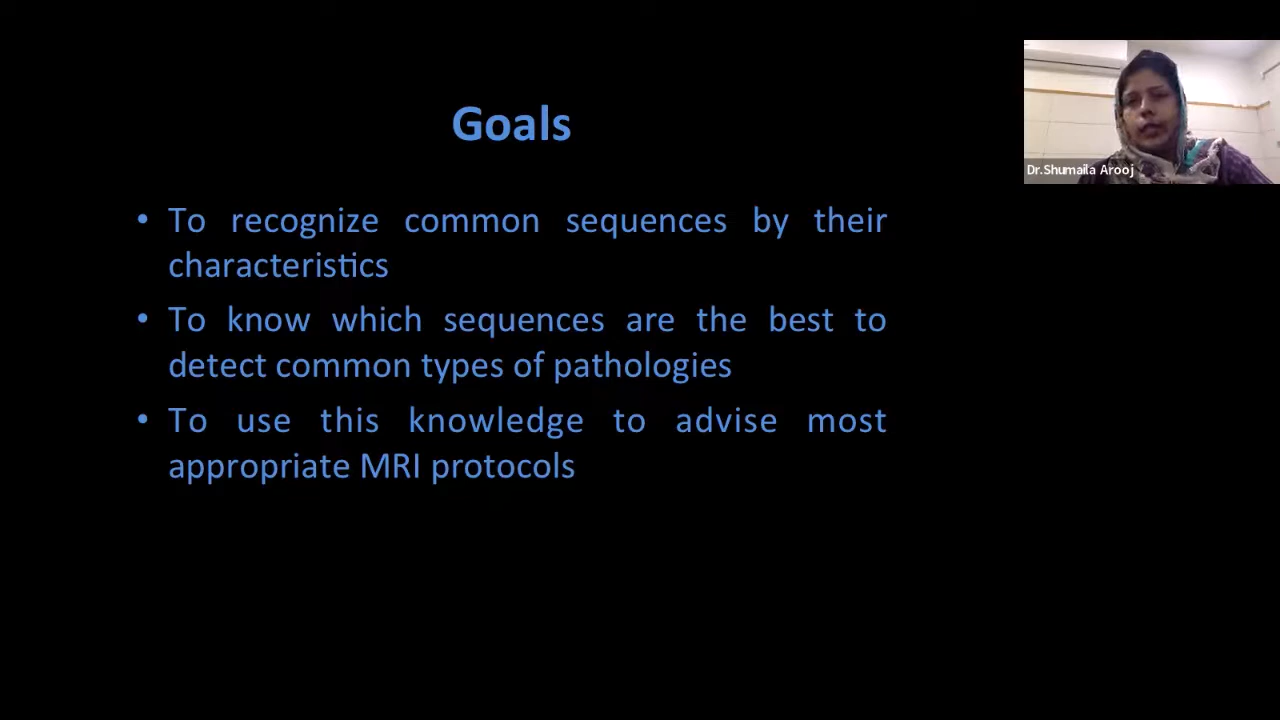 Goals
• To recognize common sequences by their
characteristics
• To know which sequences are the best to
detect common types of pathologies
• To use this knowledge to advise most
appropriate MRI protocols
Dr.Shumaila Arooj